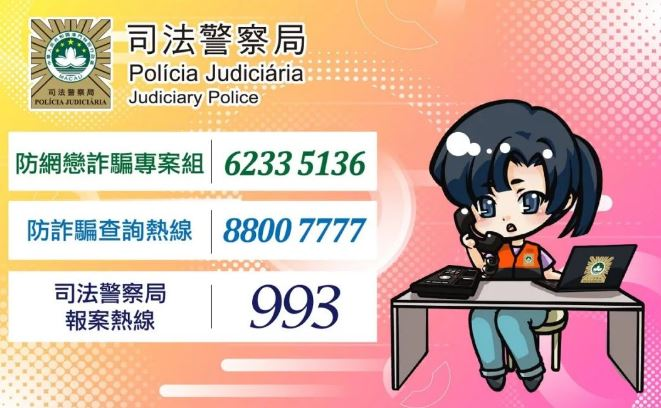 司法警察局
Polícia Judiciária
Judiciary Police
MACAU
司法警察局
POLÍCIA JUDICIÁRIA
防網戀詐騙專案組 6233 5136
防詐騙查詢熱線 8800 7777
司法警察局
報案熱線 993